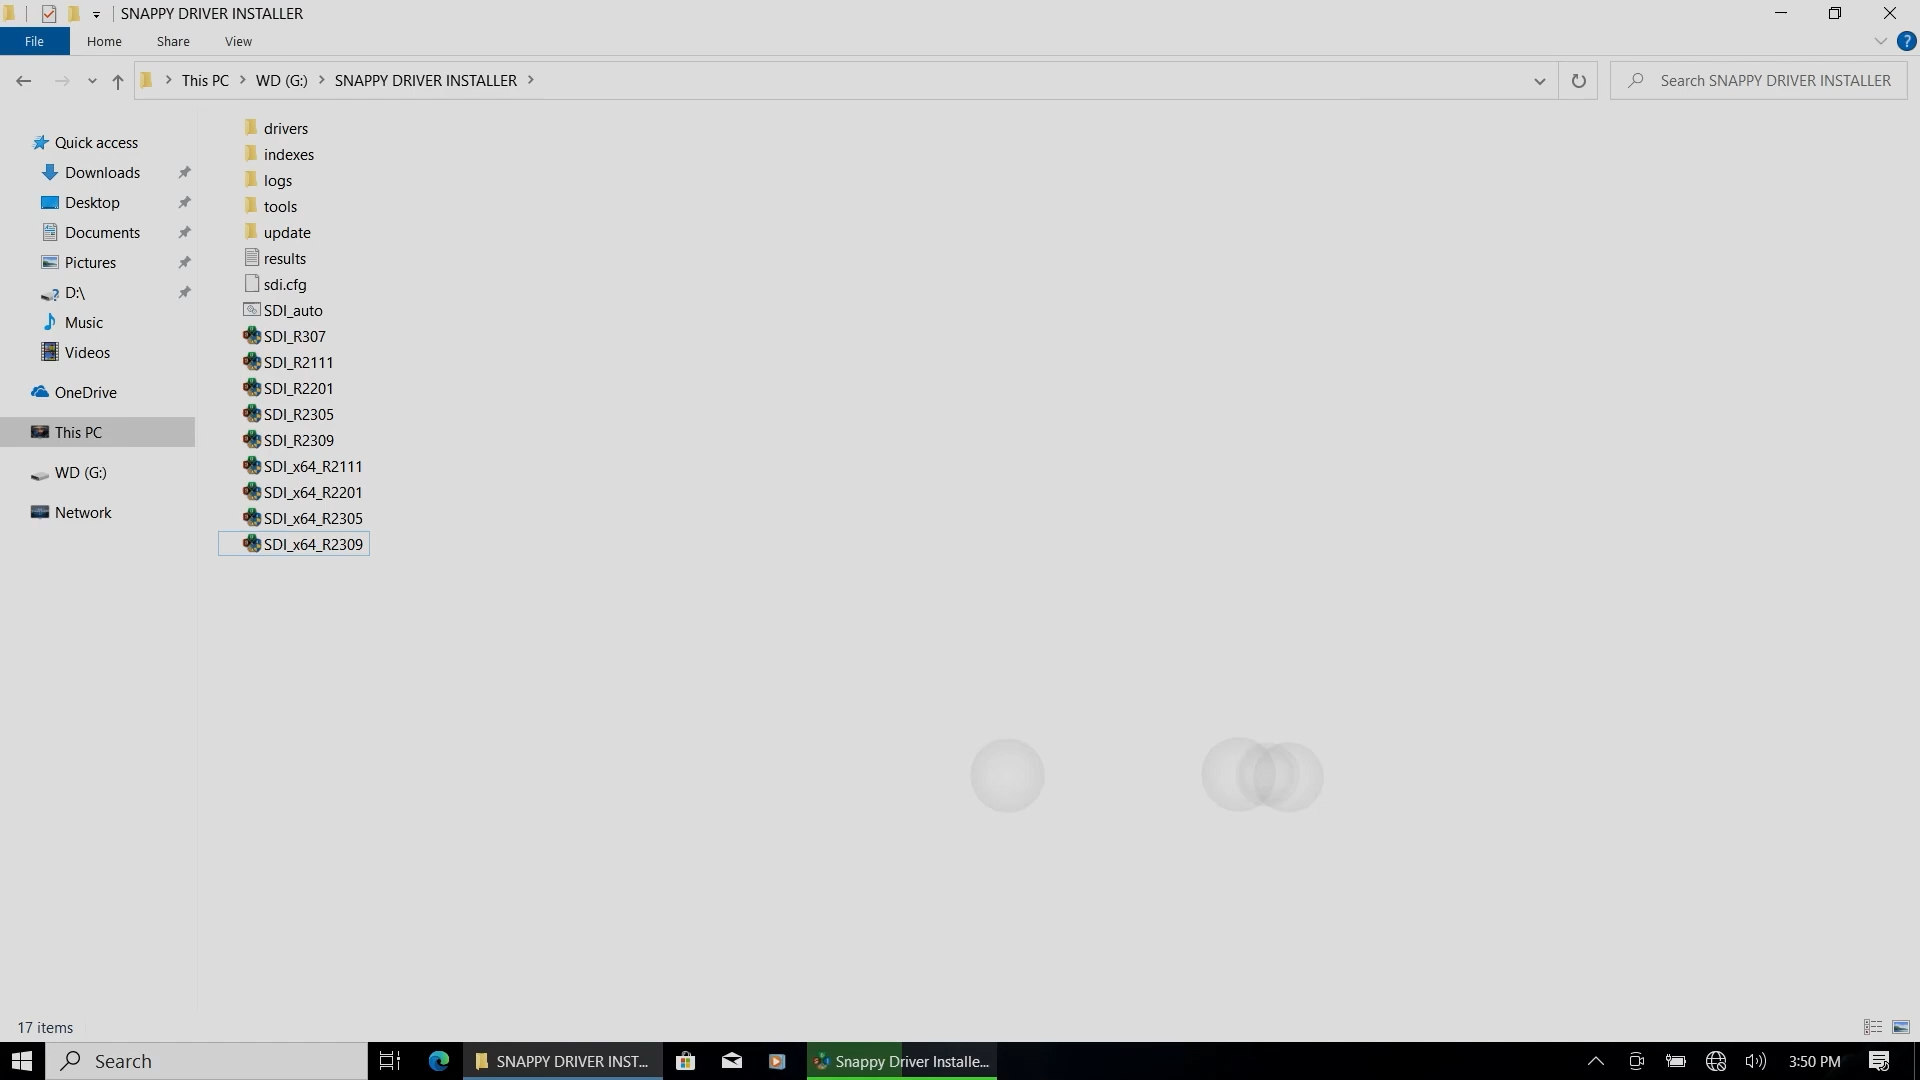 SNAPPY DRIVER INSTALLER
File Home Share View
This PC WD (G:) SNAPPY DRIVER INSTALLER
Search SNAPPY DRIVER INSTALLER
Quick access
Downloads
Desktop
Documents
Pictures
D:\
Music
Videos
OneDrive
This PC
WD (G:)
Network
drivers
indexes
logs
tools
update
results
sdi.cfg
SDI_auto
SDI_R307
SDI_R2111
SDI_R2201
SDI_R2305
SDI_R2309
SDI_x64_R2111
SDI_x64_R2201
SDI_x64_R2305
SDI_x64_R2309
17 items
Search
SNAPPY DRIVER INST...
Snappy Driver Installe...
3:50 PM